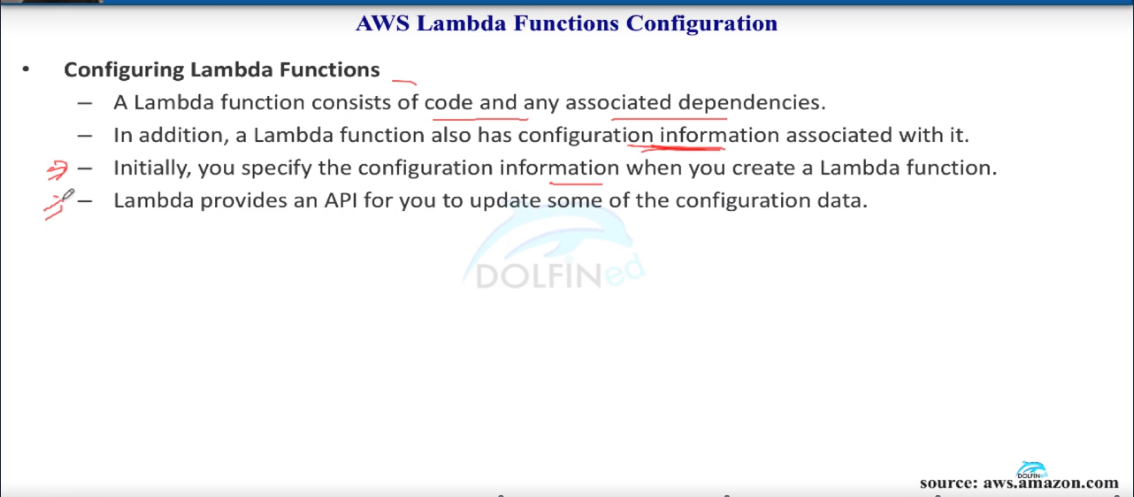 AWS Lambda Functions Configuration
• Configuring Lambda Functions
– A Lambda function consists of code and any associated dependencies.
– In addition, a Lambda function also has configuration information associated with it.
– Initially, you specify the configuration information when you create a Lambda function.
– Lambda provides an API for you to update some of the configuration data.
DOLFINed
DOLFIN
source: aws.amazon.com